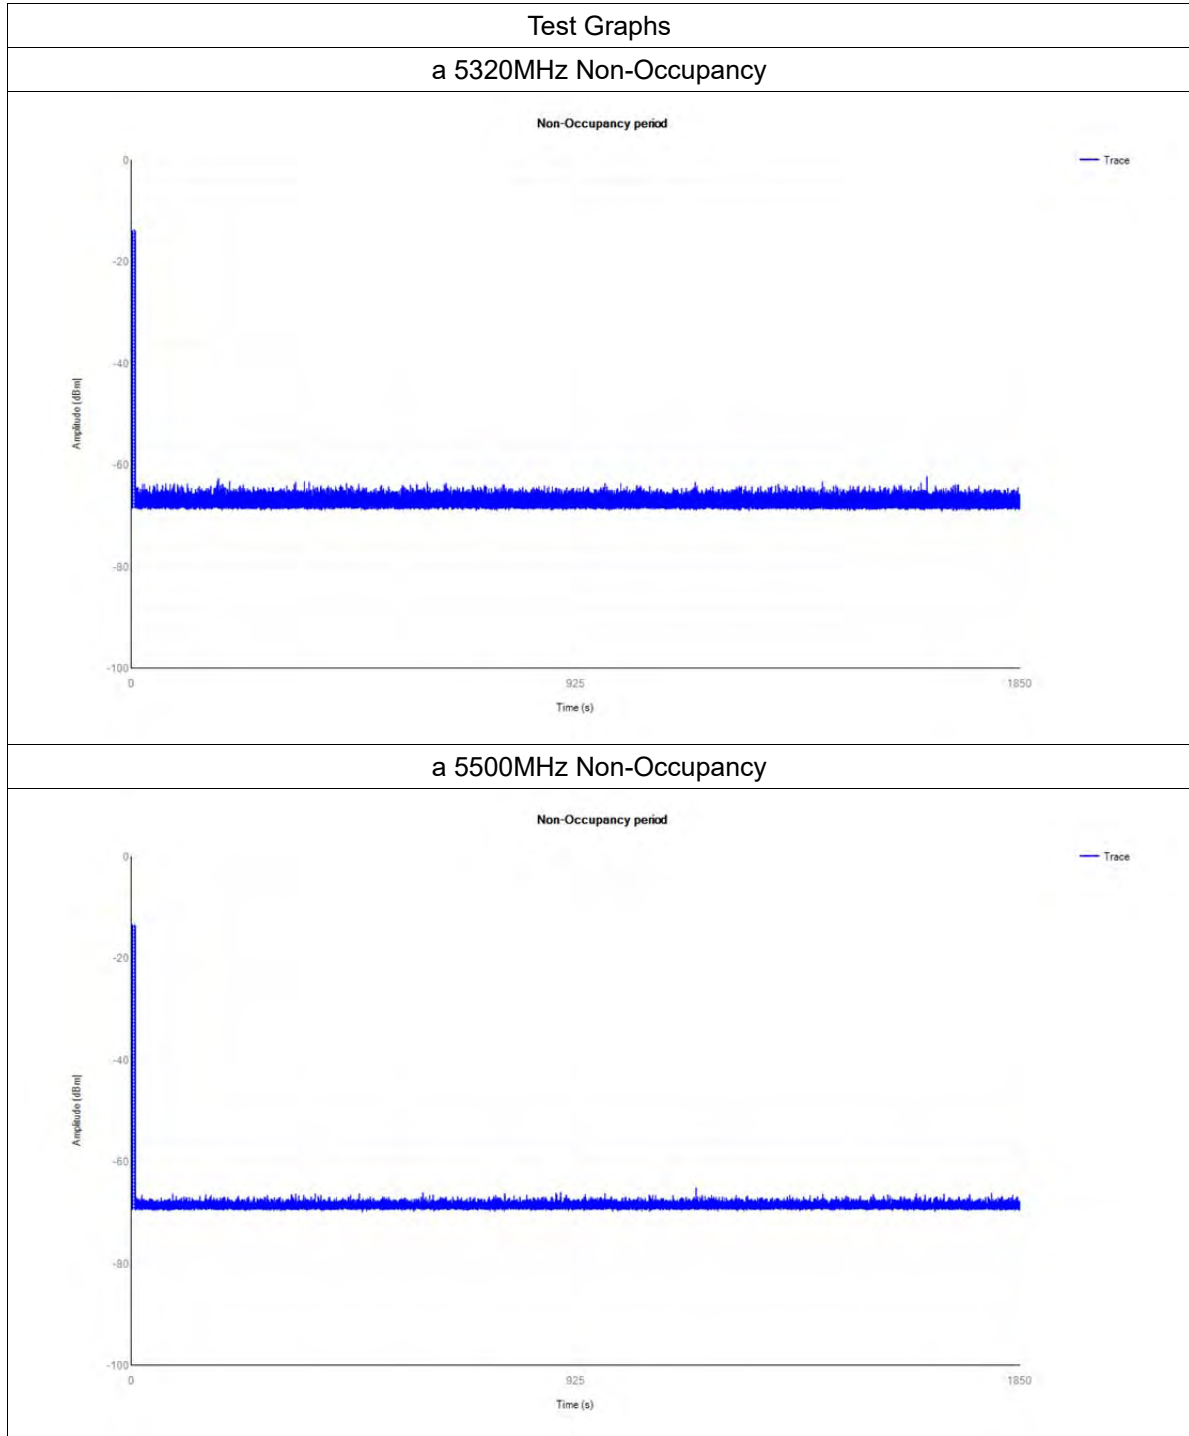 Test Graphs
a 5320MHz Non-Occupancy
Non-Occupancy period
Trace
0
-20
-40
-60
-80
-100
Amplitude [dBm]
0 925 1850
Time (s)
a 5500MHz Non-Occupancy
Non-Occupancy period
Trace
0
-20
-40
-60
-80
-100
Amplitude [dBm]
0 925 1850
Time (s)